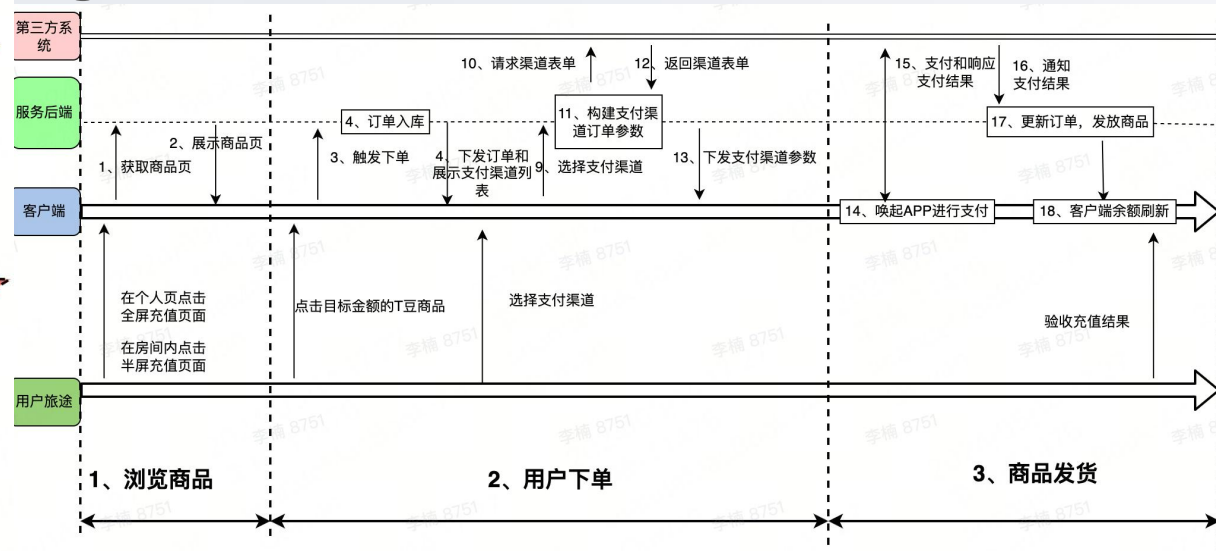 第三方系
统
10、请求渠道表单
12、返回渠道表单
15、支付和响应
支付结果
16、通知
支付结果
服务后端
4、订单入库
11、构建支付渠
道订单参数
17、更新订单，发放商品
1、获取商品页
2、展示商品页
3、触发下单
4、下发订单和
展示支付渠道列
表
9、选择支付渠道
13、下发支付渠道参数
客户端
14、唤起APP进行支付
18、客户端余额刷新
在个人页点击
全屏充值页面
在房间内点击
半屏充值页面
点击目标金额的T豆商品
选择支付渠道
验收充值结果
用户旅途
1、浏览商品
2、用户下单
3、商品发货
李楠 8751